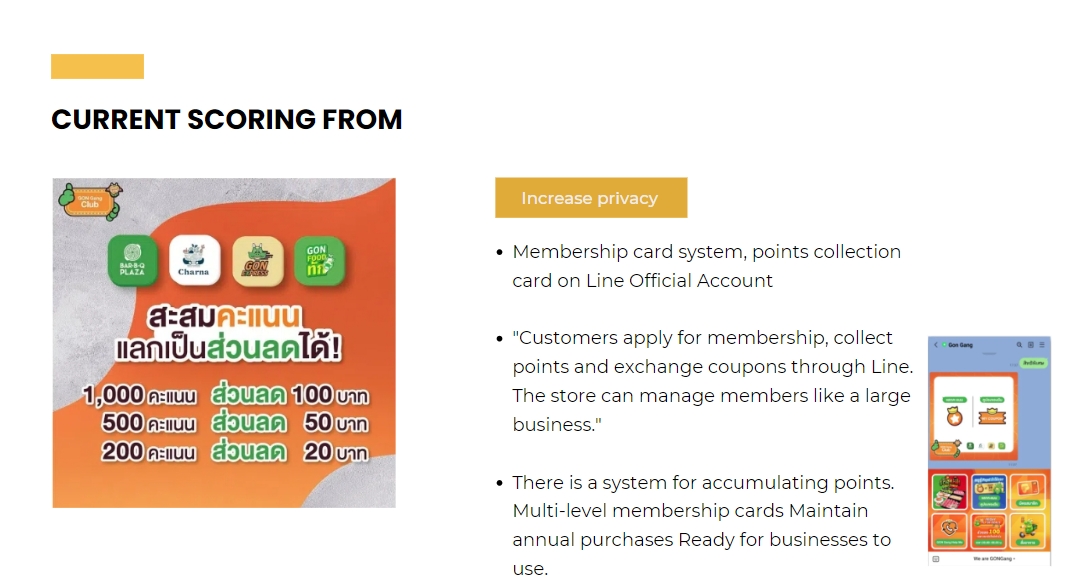 CURRENT SCORING FROM
GON Gang
Club
BAR-B-Q
PLAZA
Charna
GON
EXPRESS
GON
FOOD
สะสมคะแนน
แลกเป็นส่วนลดได้!
1,000 คะแนน ส่วนลด 100 บาท
500 คะแนน ส่วนลด 50 บาท
200 คะแนน ส่วนลด 20 บาท
Increase privacy
• Membership card system, points collection
card on Line Official Account
• "Customers apply for membership, collect
points and exchange coupons through Line.
The store can manage members like a large
business."
• There is a system for accumulating points.
Multi-level membership cards Maintain
annual purchases Ready for businesses to
use.
Gon Gang
We are GONGang